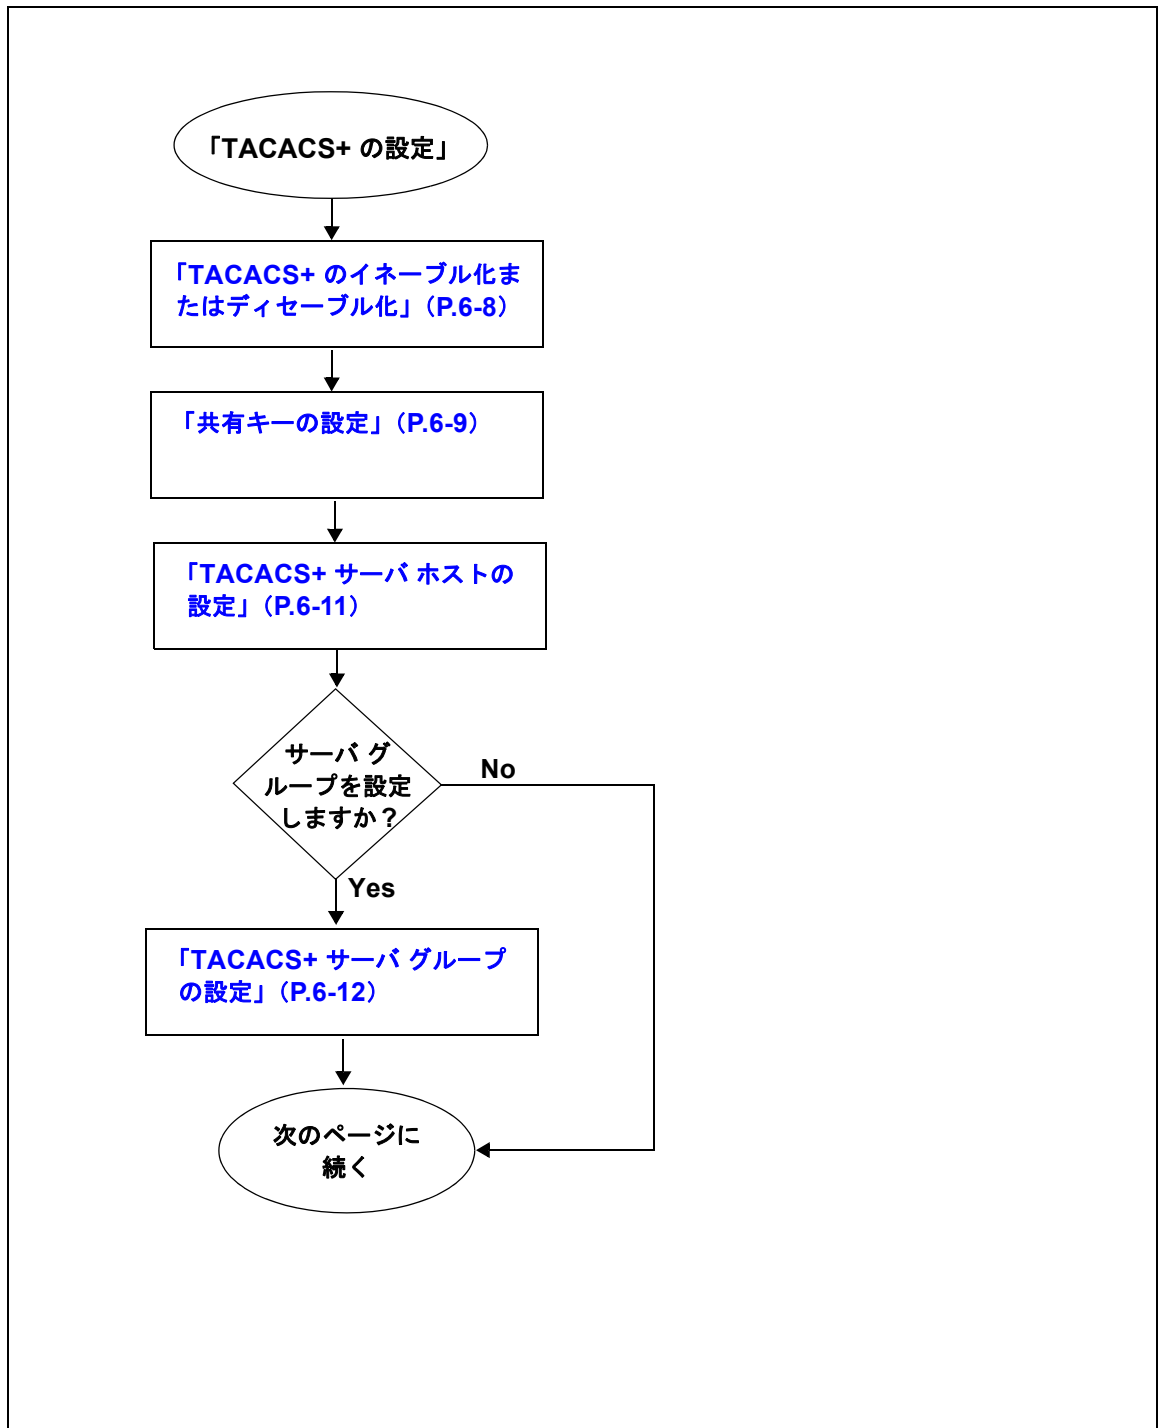 「TACACS+ の設定」
「TACACS+ のイネーブル化ま
たはディセーブル化」（P.6-8）
「共有キーの設定」（P.6-9）
「TACACS+ サーバ ホストの
設定」（P.6-11）
サーバ グ
ループを設定
しますか？
No
Yes
「TACACS+ サーバ グループ
の設定」（P.6-12）
次のページに
続く